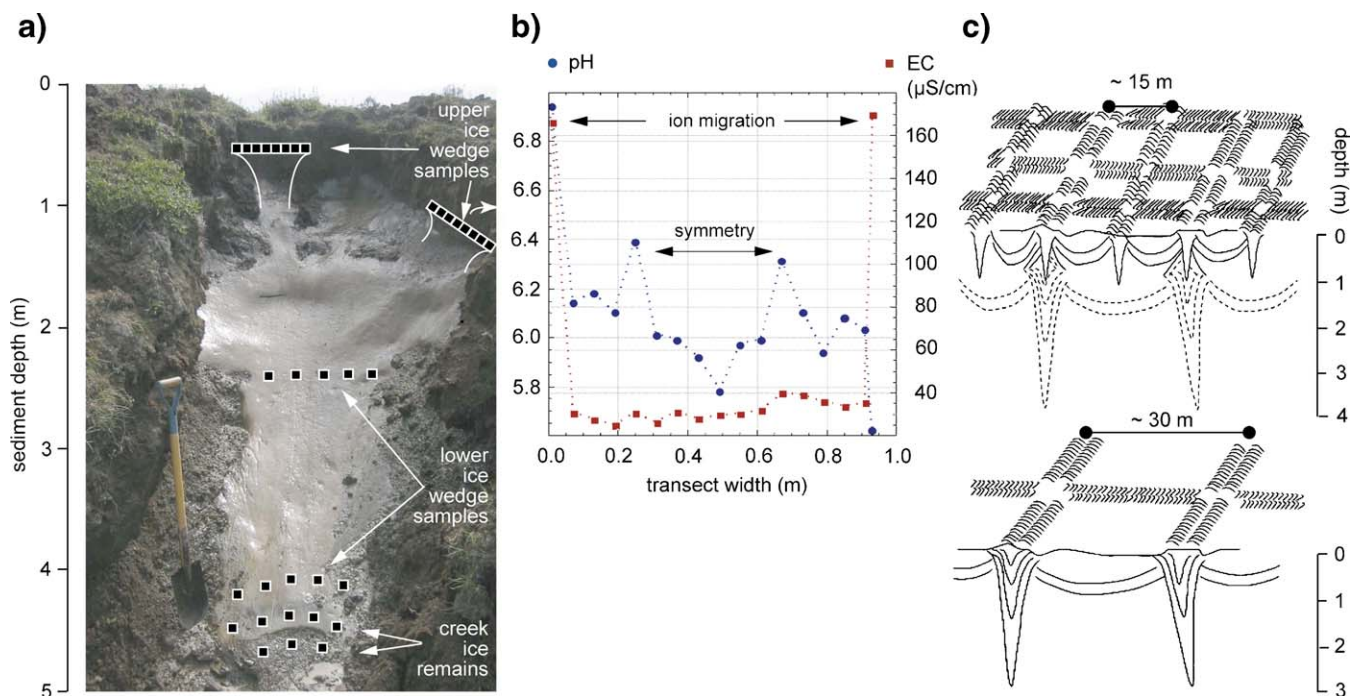 a)
0
1
2
3
4
5
sediment depth (m)
upper
ice
wedge
samples
lower
ice
wedge
samples
creek
ice
remains
b)
pH
EC
(µS/cm)
6.8
6.6
6.4
6.2
6.0
5.8
ion migration
symmetry
160
140
120
100
80
60
40
0.0
0.2
0.4
0.6
0.8
1.0
transect width (m)
c)
~ 15 m
depth (m)
0
1
2
3
4
~ 30 m
0
1
2
3